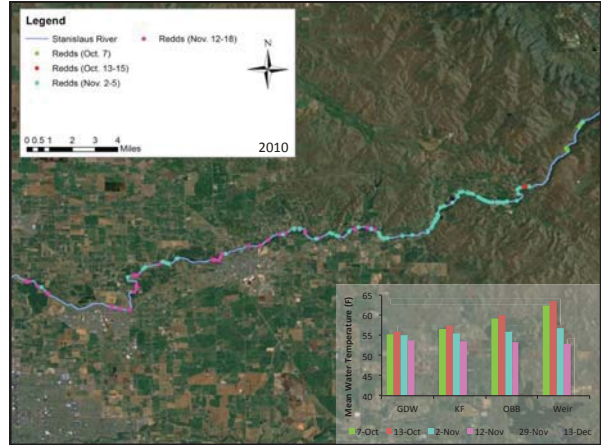 Legend
Stanislaus River
Redds (Nov. 12-18)
Redds (Oct. 7)
Redds (Oct. 13-15)
Redds (Nov. 2-5)
N
0 0.5 1 2 3 4
Miles
2010
Mean Water Temperature (F)
65
60
55
50
45
40
GDW KF OBB Weir
7-Oct 13-Oct 2-Nov 12-Nov 29-Nov 13-Dec